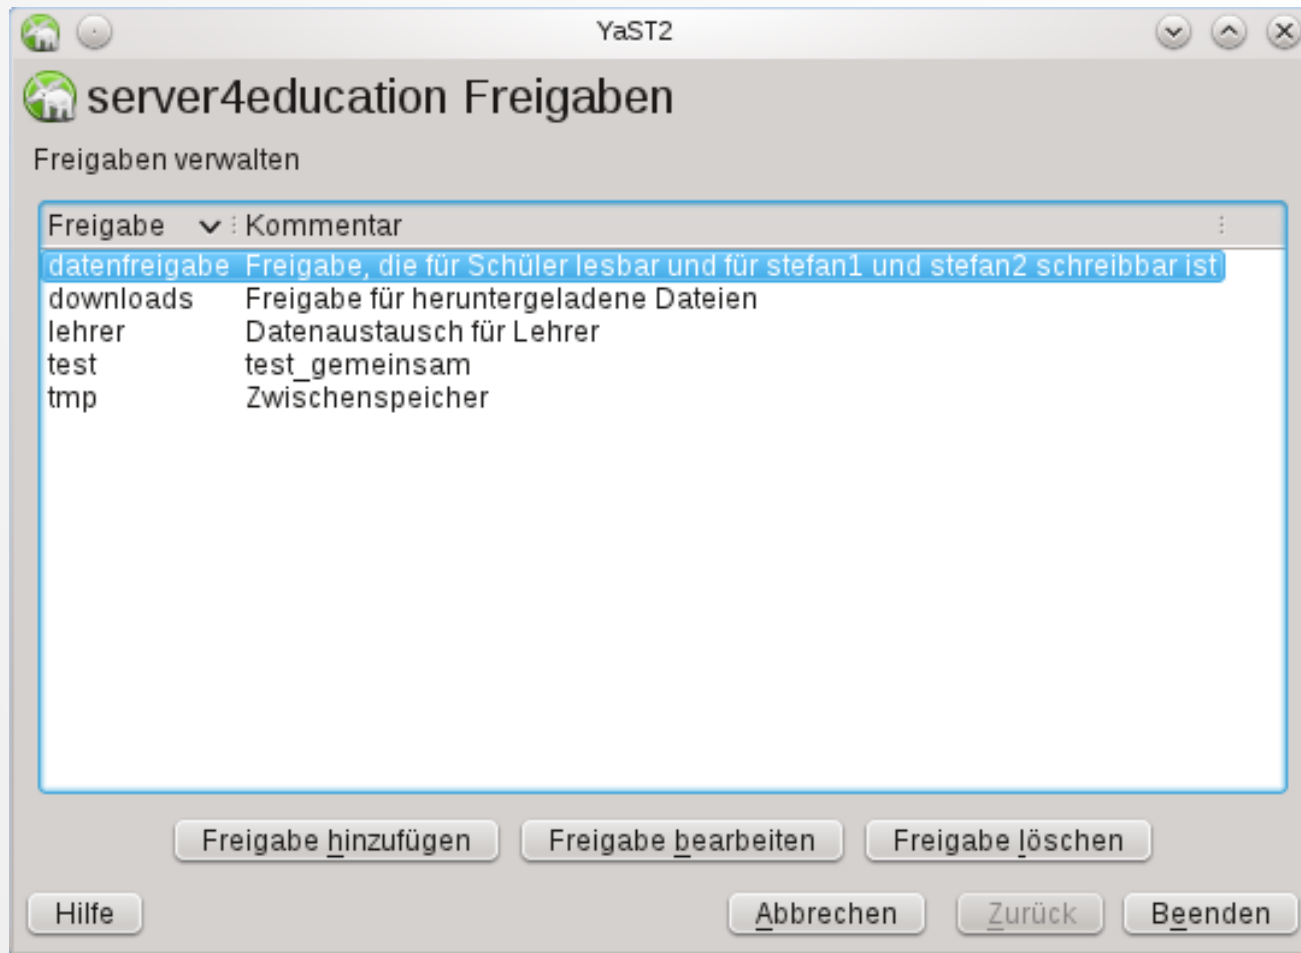 YaST2
server4education Freigaben
Freigaben verwalten
Freigabe Kommentar
datenfreigabe Freigabe, die für Schüler lesbar und für stefan1 und stefan2 schreibbar ist
downloads Freigabe für heruntergeladene Dateien
lehrer Datenaustausch für Lehrer
test test_gemeinsam
tmp Zwischenspeicher
Freigabe hinzufügen Freigabe bearbeiten Freigabe löschen
Hilfe Abbrechen Zurück Beenden